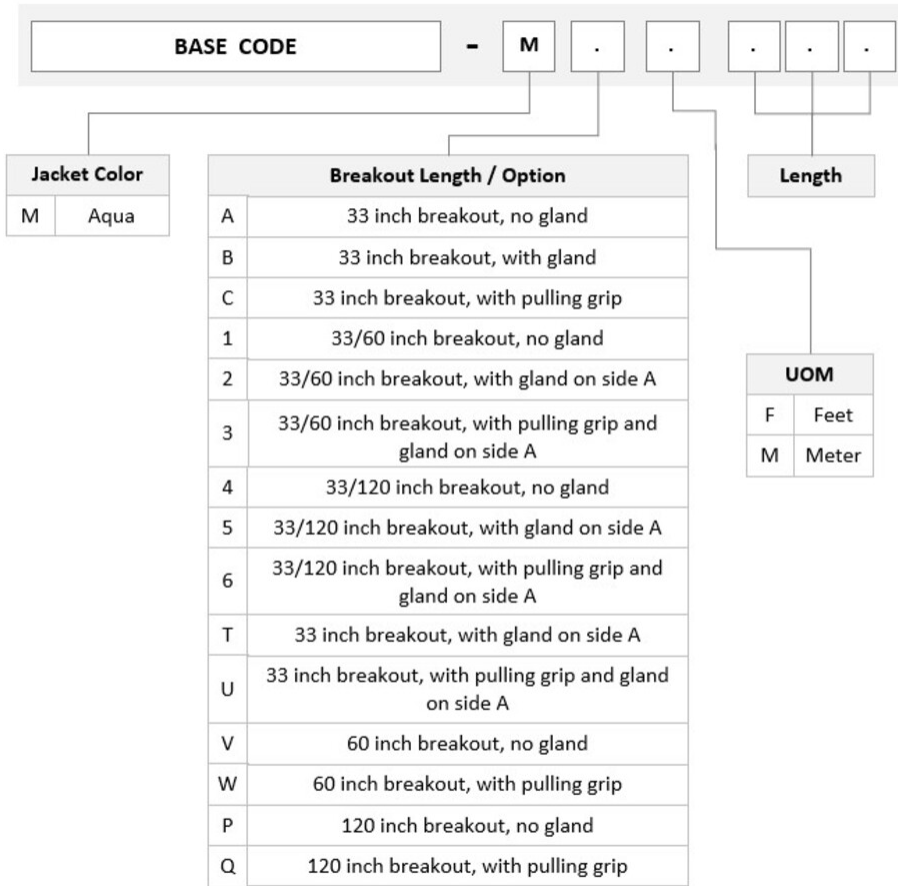 BASE CODE - M . . . . .
Jacket Color
M Aqua
Breakout Length / Option
A 33 inch breakout, no gland
B 33 inch breakout, with gland
C 33 inch breakout, with pulling grip
1 33/60 inch breakout, no gland
2 33/60 inch breakout, with gland on side A
3 33/60 inch breakout, with pulling grip and
gland on side A
4 33/120 inch breakout, no gland
5 33/120 inch breakout, with gland on side A
6 33/120 inch breakout, with pulling grip and
gland on side A
T 33 inch breakout, with gland on side A
U 33 inch breakout, with pulling grip and gland
on side A
V 60 inch breakout, no gland
W 60 inch breakout, with pulling grip
P 120 inch breakout, no gland
Q 120 inch breakout, with pulling grip
Length
UOM
F Feet
M Meter